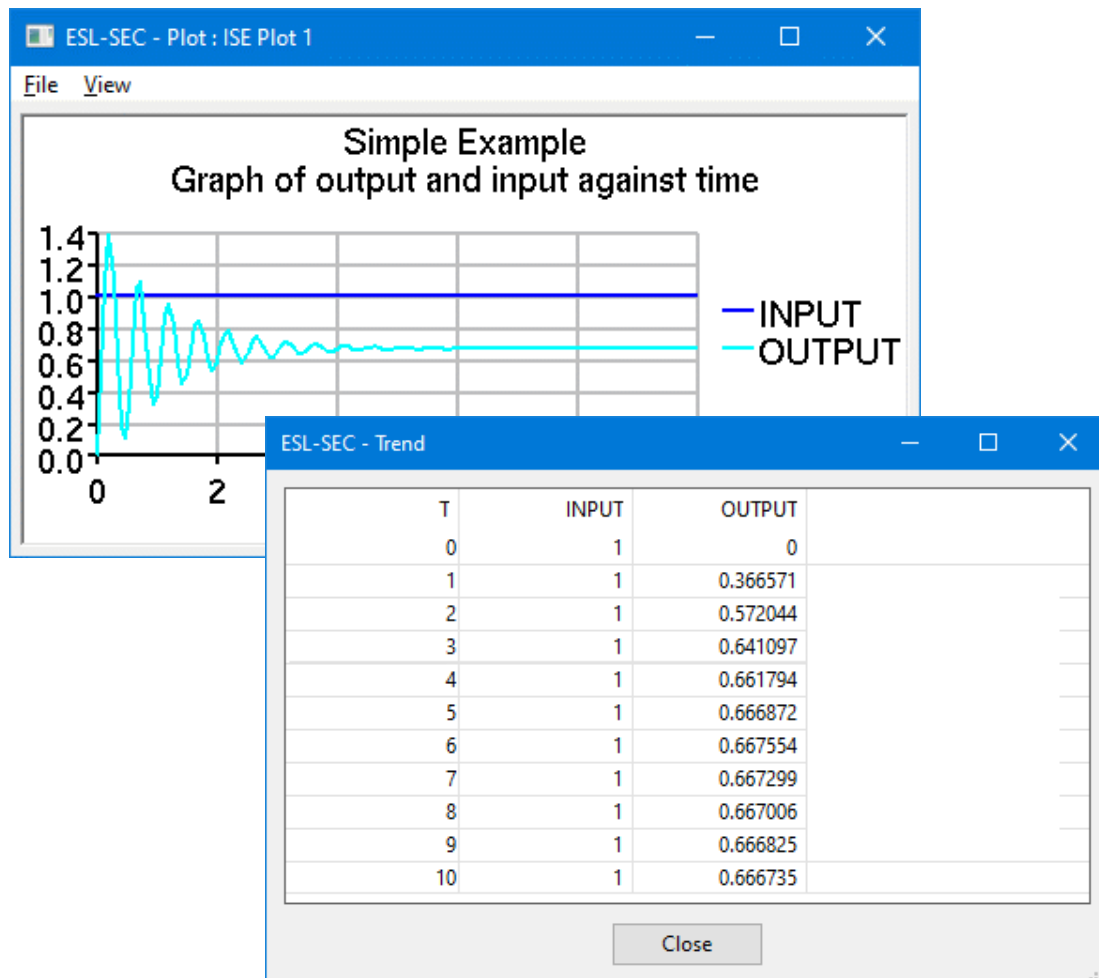 ESL-SEC - Plot : ISE Plot 1
File View
Simple Example
Graph of output and input against time
1.4
1.2
1.0
0.8
0.6
0.4
0.2
0.0
0 2
INPUT
OUTPUT
ESL-SEC - Trend
T INPUT OUTPUT
0 1 0
1 1 0.366571
2 1 0.572044
3 1 0.641097
4 1 0.661794
5 1 0.666872
6 1 0.667554
7 1 0.667299
8 1 0.667006
9 1 0.666825
10 1 0.666735
Close